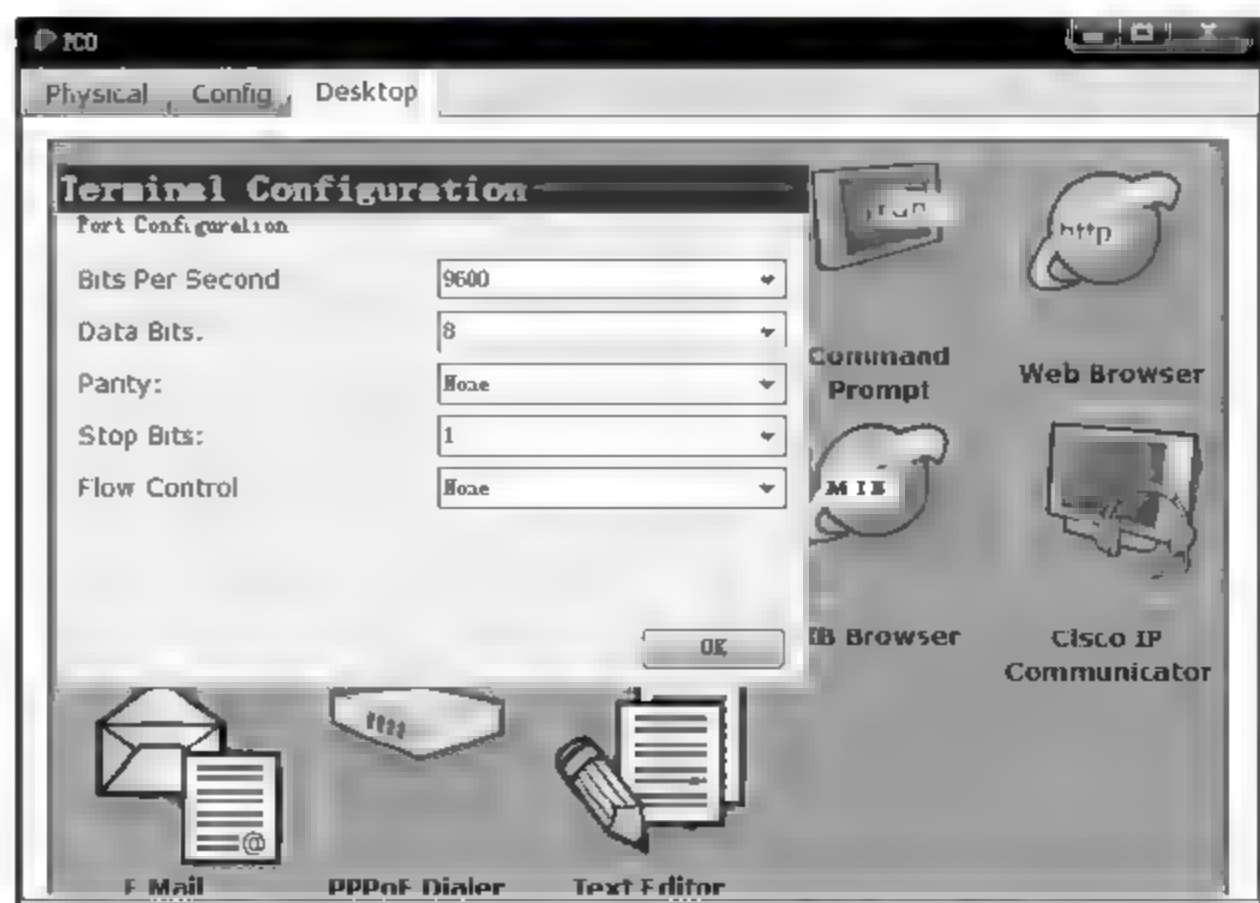 PC0
Physical Config Desktop
Terminal Configuration
Port Configuration
Bits Per Second 9600
Data Bits: 8
Parity: None
Stop Bits: 1
Flow Control None
OK
run
http
Command
Prompt
Web Browser
MIB
IB Browser
Cisco IP
Communicator
@
E Mail PPPoE Dialer Text Editor